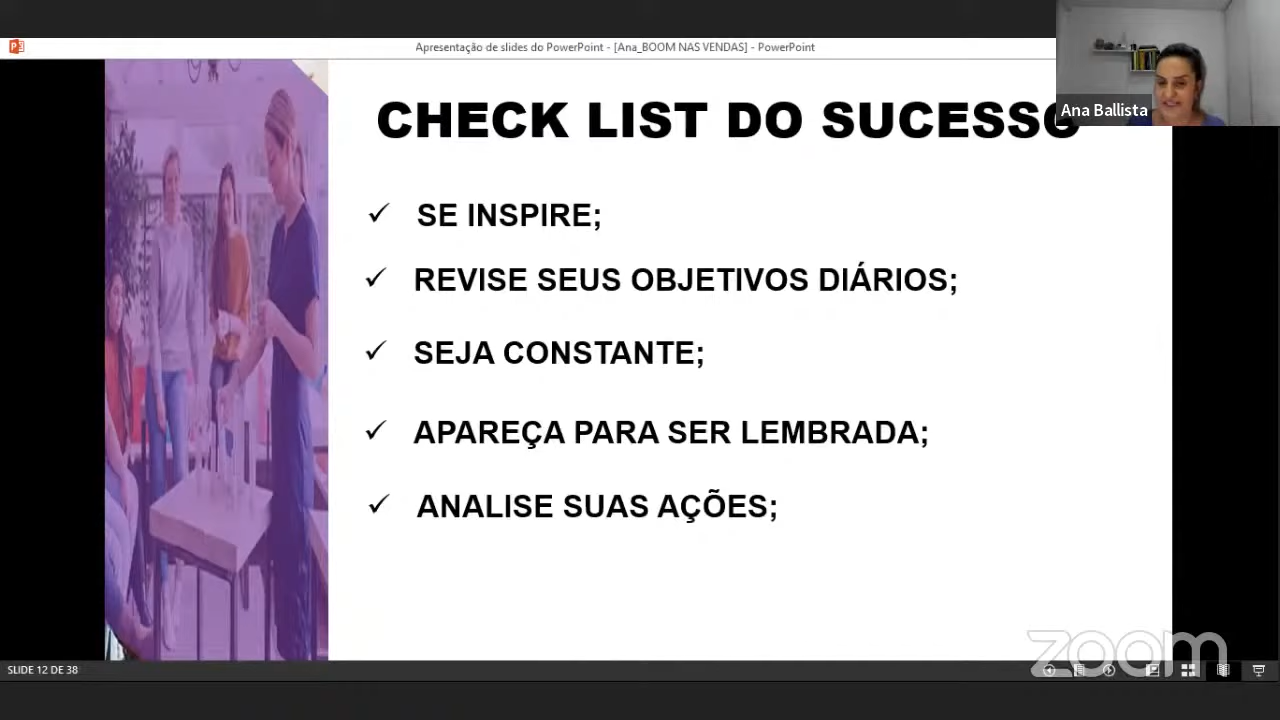 Apresentação de slides do PowerPoint - [Ana_BOOM NAS VENDAS] - PowerPoint
Ana Ballista
CHECK LIST DO SUCESSO
✓ SE INSPIRE;
✓ REVISE SEUS OBJETIVOS DIÁRIOS;
✓ SEJA CONSTANTE;
✓ APAREÇA PARA SER LEMBRADA;
✓ ANALISE SUAS AÇÕES;
zoom
SLIDE 12 DE 38